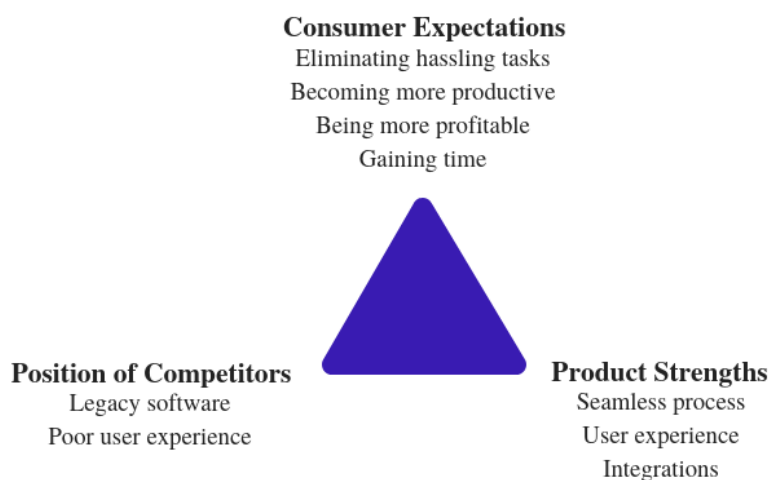 Consumer Expectations
Eliminating hassling tasks
Becoming more productive
Being more profitable
Gaining time
Position of Competitors
Legacy software
Poor user experience
Product Strengths
Seamless process
User experience
Integrations